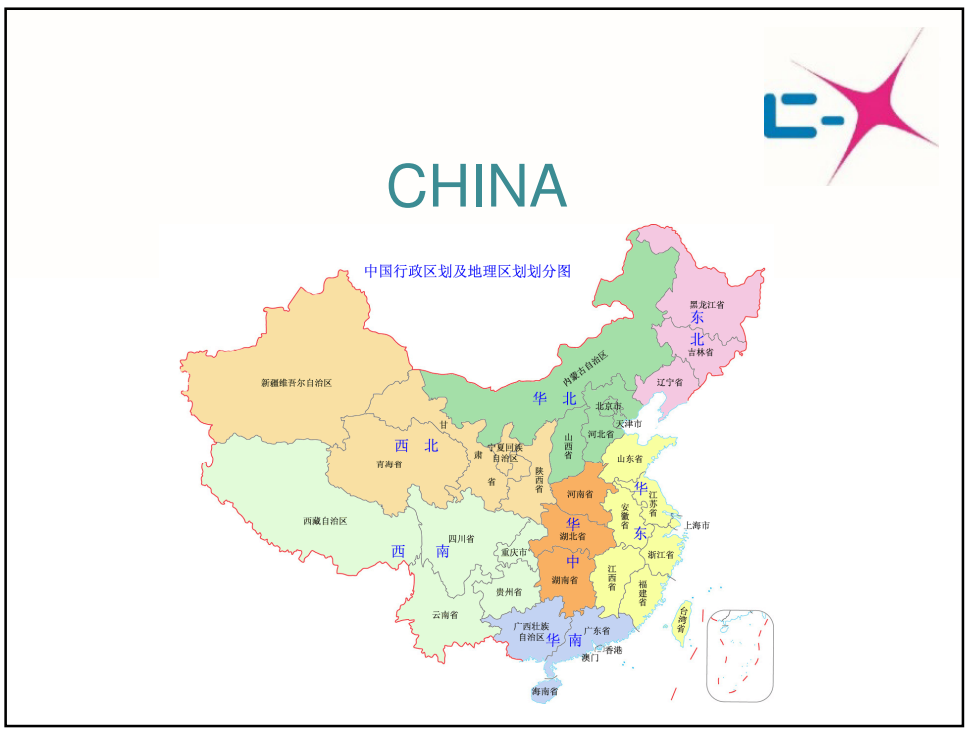 CHINA
中国行政区划及地理区划划分图
黑龙江省
东
北
吉林省
辽宁省
内蒙古自治区
华 北
北京市
天津市
河北省
山西省
新疆维吾尔自治区
西 北
甘
肃
省
宁夏回族
自治区
青海省
陕西省
山东省
河南省
华
东
江苏省
安徽省
上海市
华
湖北省
中
湖南省
浙江省
江西省
福建省
西藏自治区
西 南
四川省
重庆市
贵州省
云南省
广西壮族
自治区
华 南
广东省
香港
澳门
海南省
台湾省